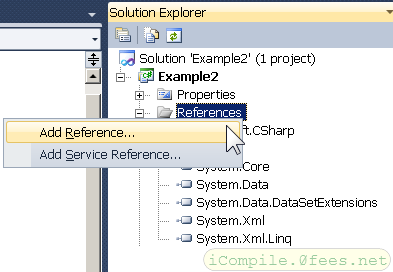 Solution Explorer
Solution 'Example2' (1 project)
Example2
Properties
References
Add Reference...
t.CSharp
Add Service Reference...
System.Core
System.Data
System.Data.DataSetExtensions
System.Xml
System.Xml.Linq
iCompile.0fees.net